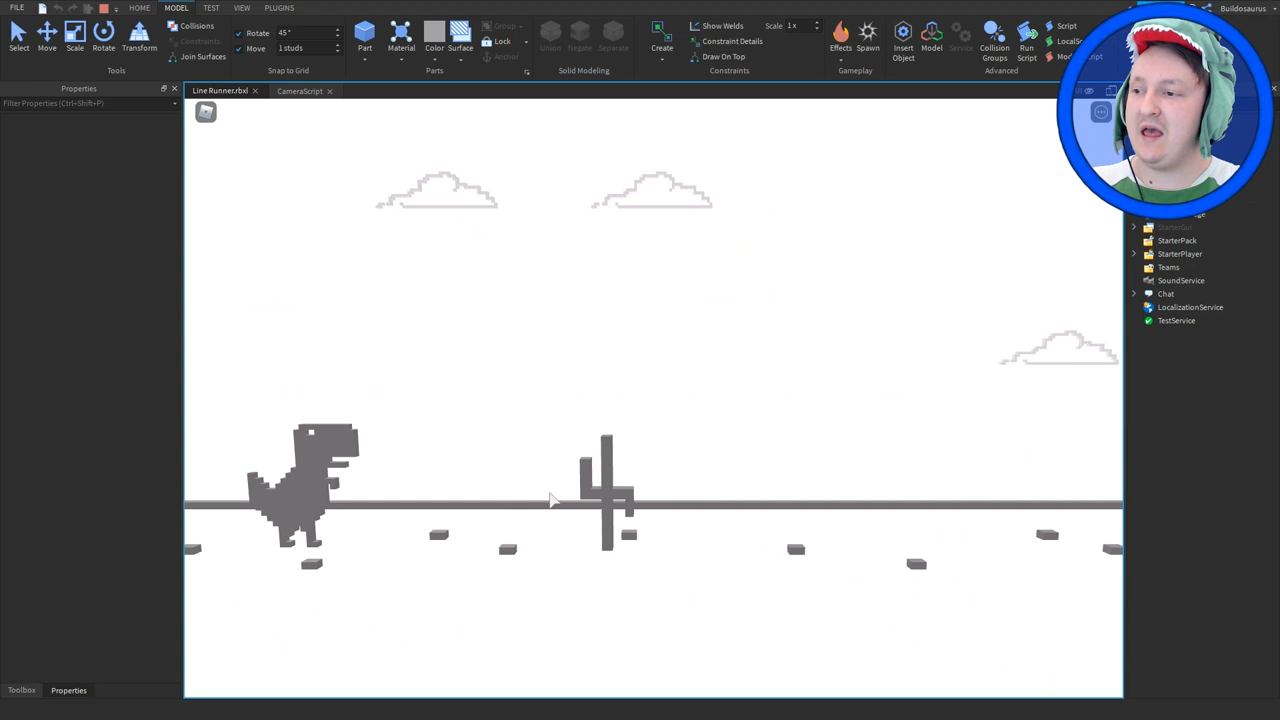 FILE HOME MODEL TEST VIEW PLUGINS Buildosaurus
Select Move Scale Rotate Transform
Collisions
Constraints
Join Surfaces
Tools
Rotate 45°
Move 1 studs
Snap to Grid
Part Material Color Surface
Group
Lock
Anchor
Parts
Union Negate Separate
Solid Modeling
Create
Show Welds Scale 1x
Constraint Details
Draw On Top
Constraints
Effects Spawn
Gameplay
Insert Object Model Service Collision Groups Run Script
Script
Advanced
Properties
Filter Properties (Ctrl+Shift+P)
Line Runner.rbxl CameraScript
StarterGui
StarterPack
StarterPlayer
Teams
SoundService
Chat
LocalizationService
TestService
Toolbox Properties